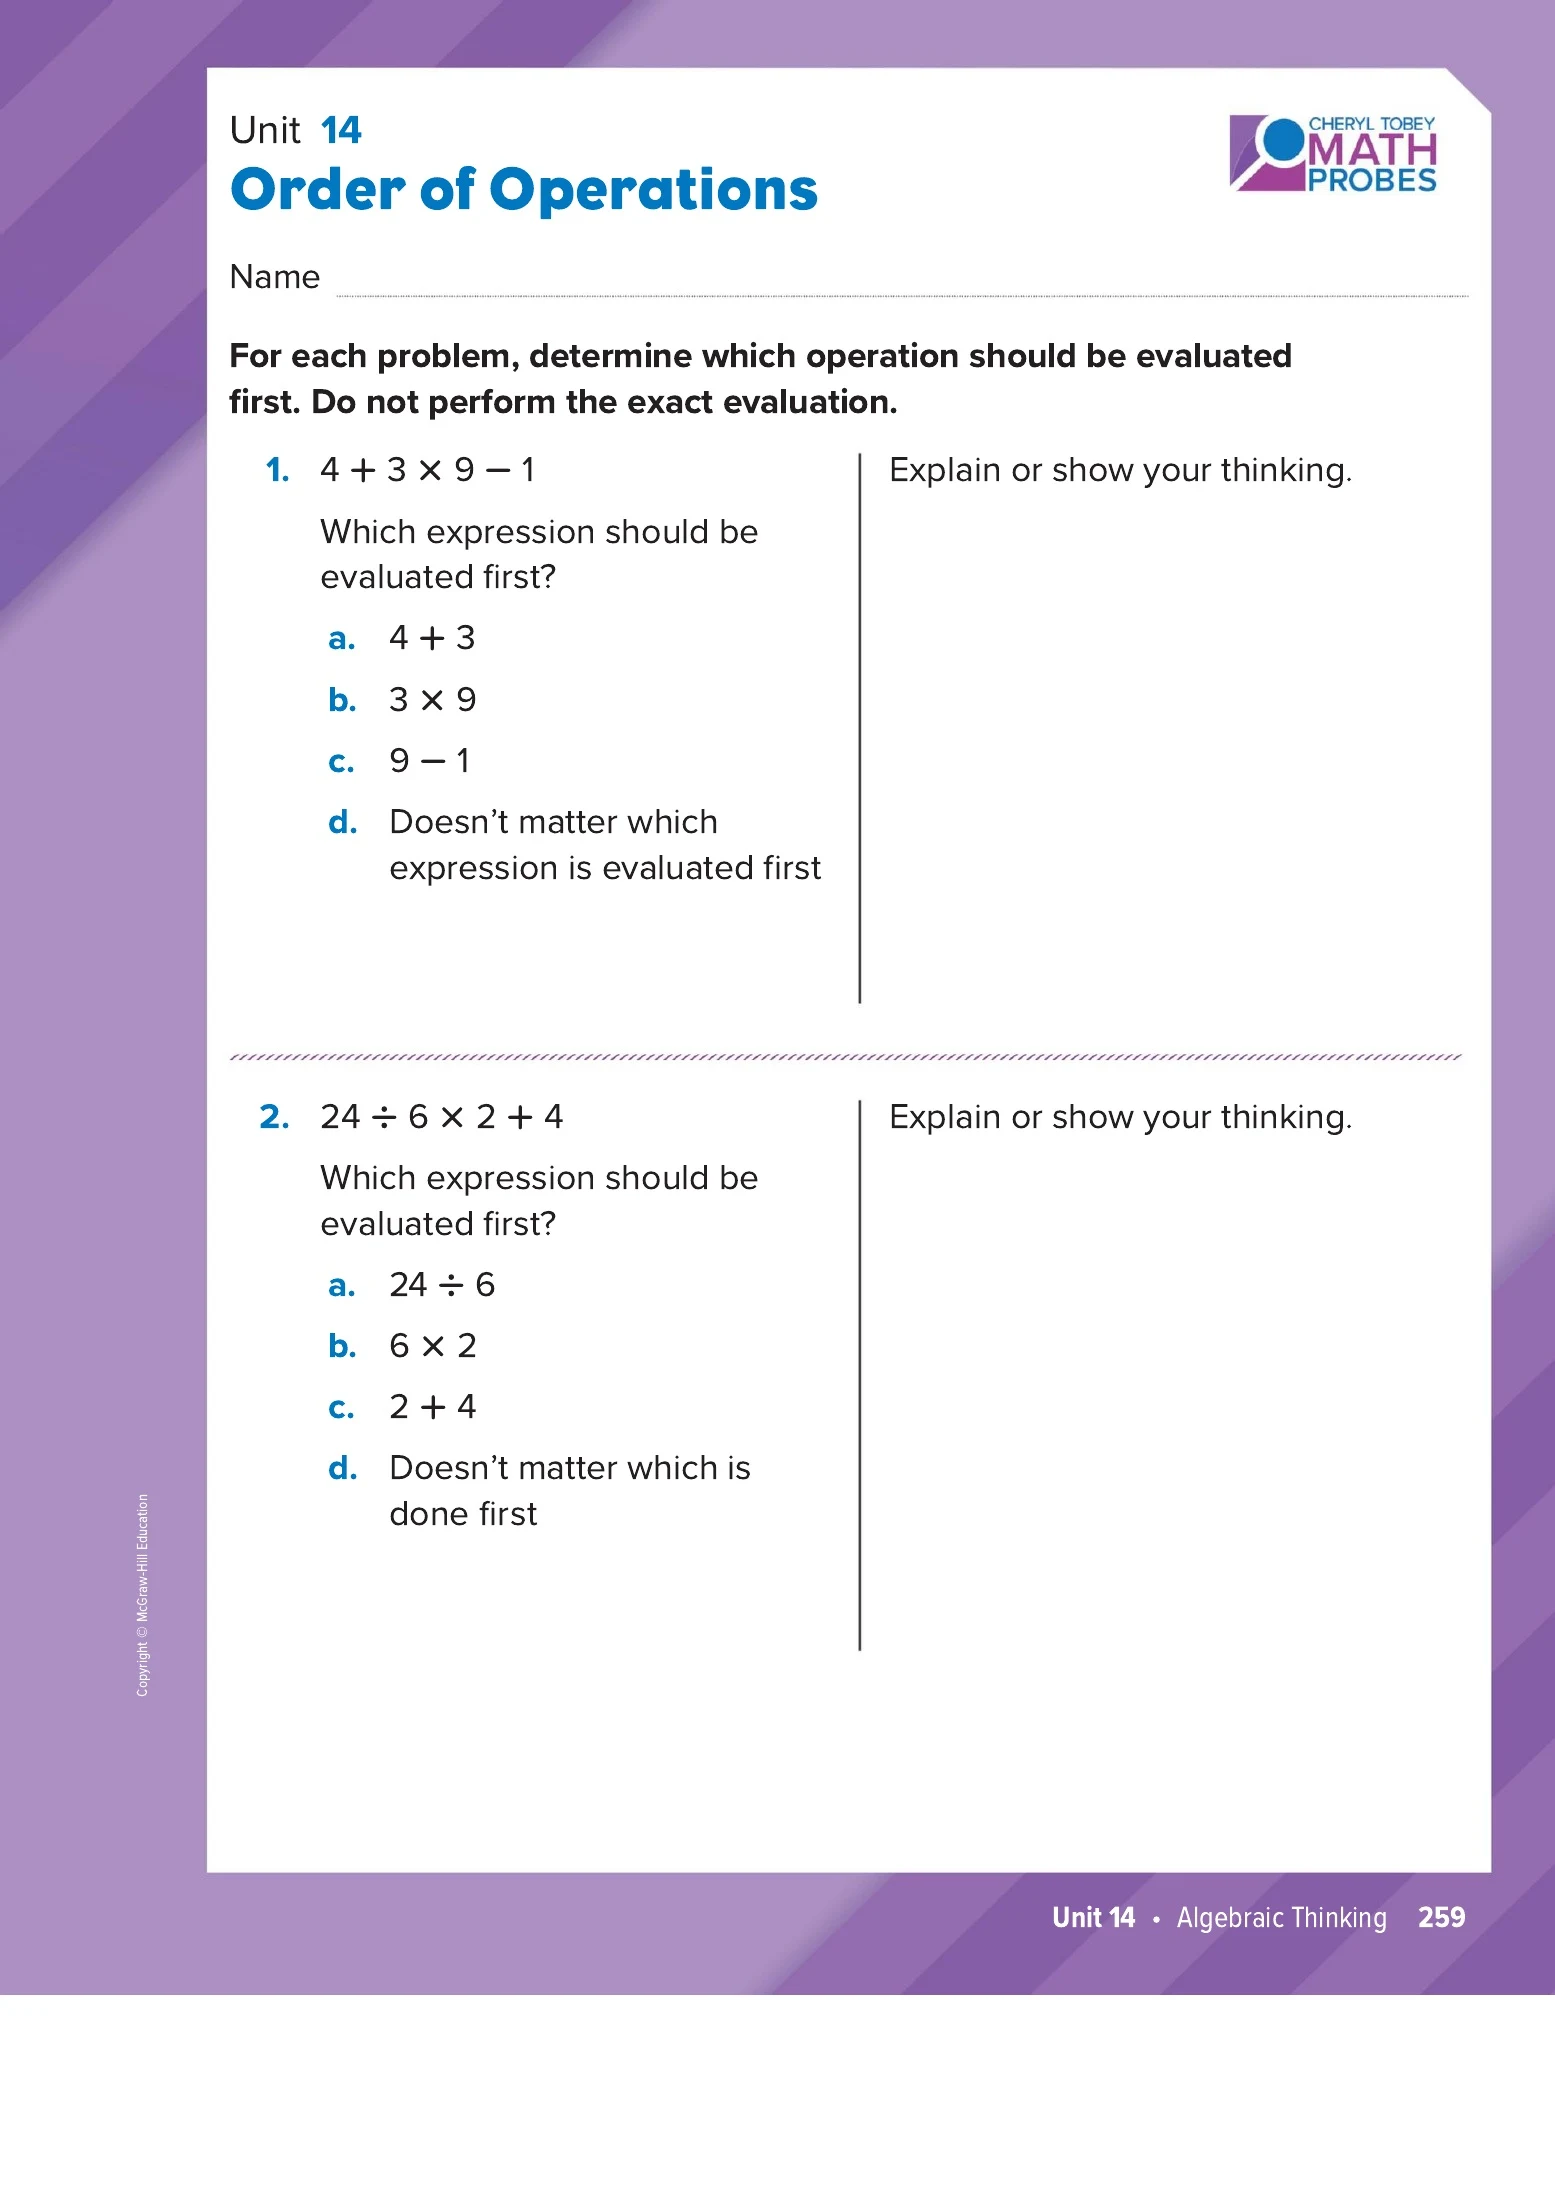 Unit 14
Order of Operations
CHERYL TOBEY
MATH
PROBES
Name
For each problem, determine which operation should be evaluated
first. Do not perform the exact evaluation.
1. 4 + 3 × 9 − 1
Which expression should be
evaluated first?
a. 4 + 3
b. 3 × 9
c. 9 − 1
d. Doesn’t matter which
expression is evaluated first
Explain or show your thinking.
2. 24 ÷ 6 × 2 + 4
Which expression should be
evaluated first?
a. 24 ÷ 6
b. 6 × 2
c. 2 + 4
d. Doesn’t matter which is
done first
Explain or show your thinking.
Copyright © McGraw-Hill Education
Unit 14 • Algebraic Thinking 259